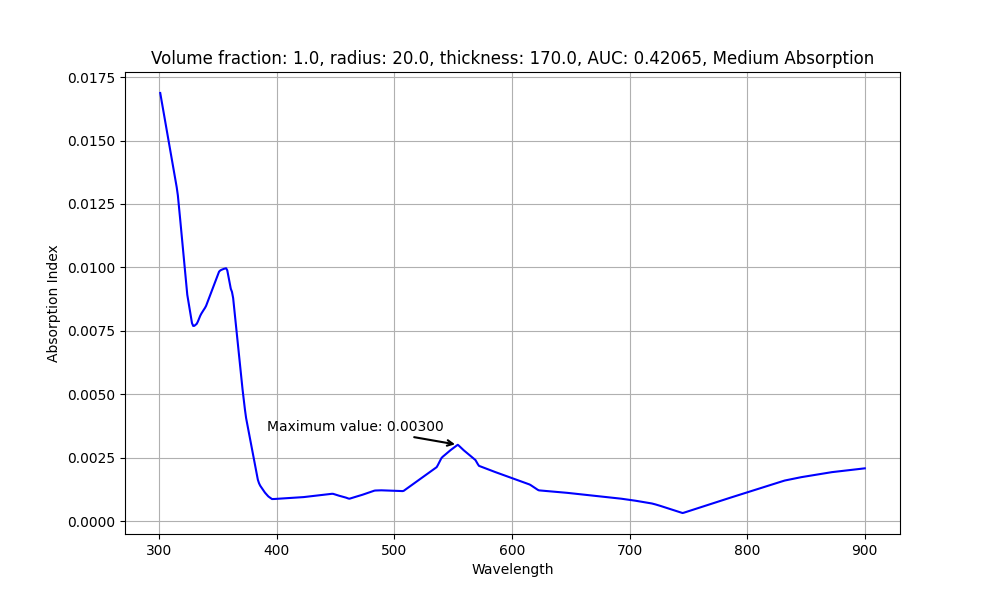 Volume fraction: 1.0, radius: 20.0, thickness: 170.0, AUC: 0.42065, Medium Absorption
0.0175
0.0150
0.0125
0.0100
0.0075
0.0050
0.0025
0.0000
Absorption Index
Maximum value: 0.00300
300 400 500 600 700 800 900
Wavelength